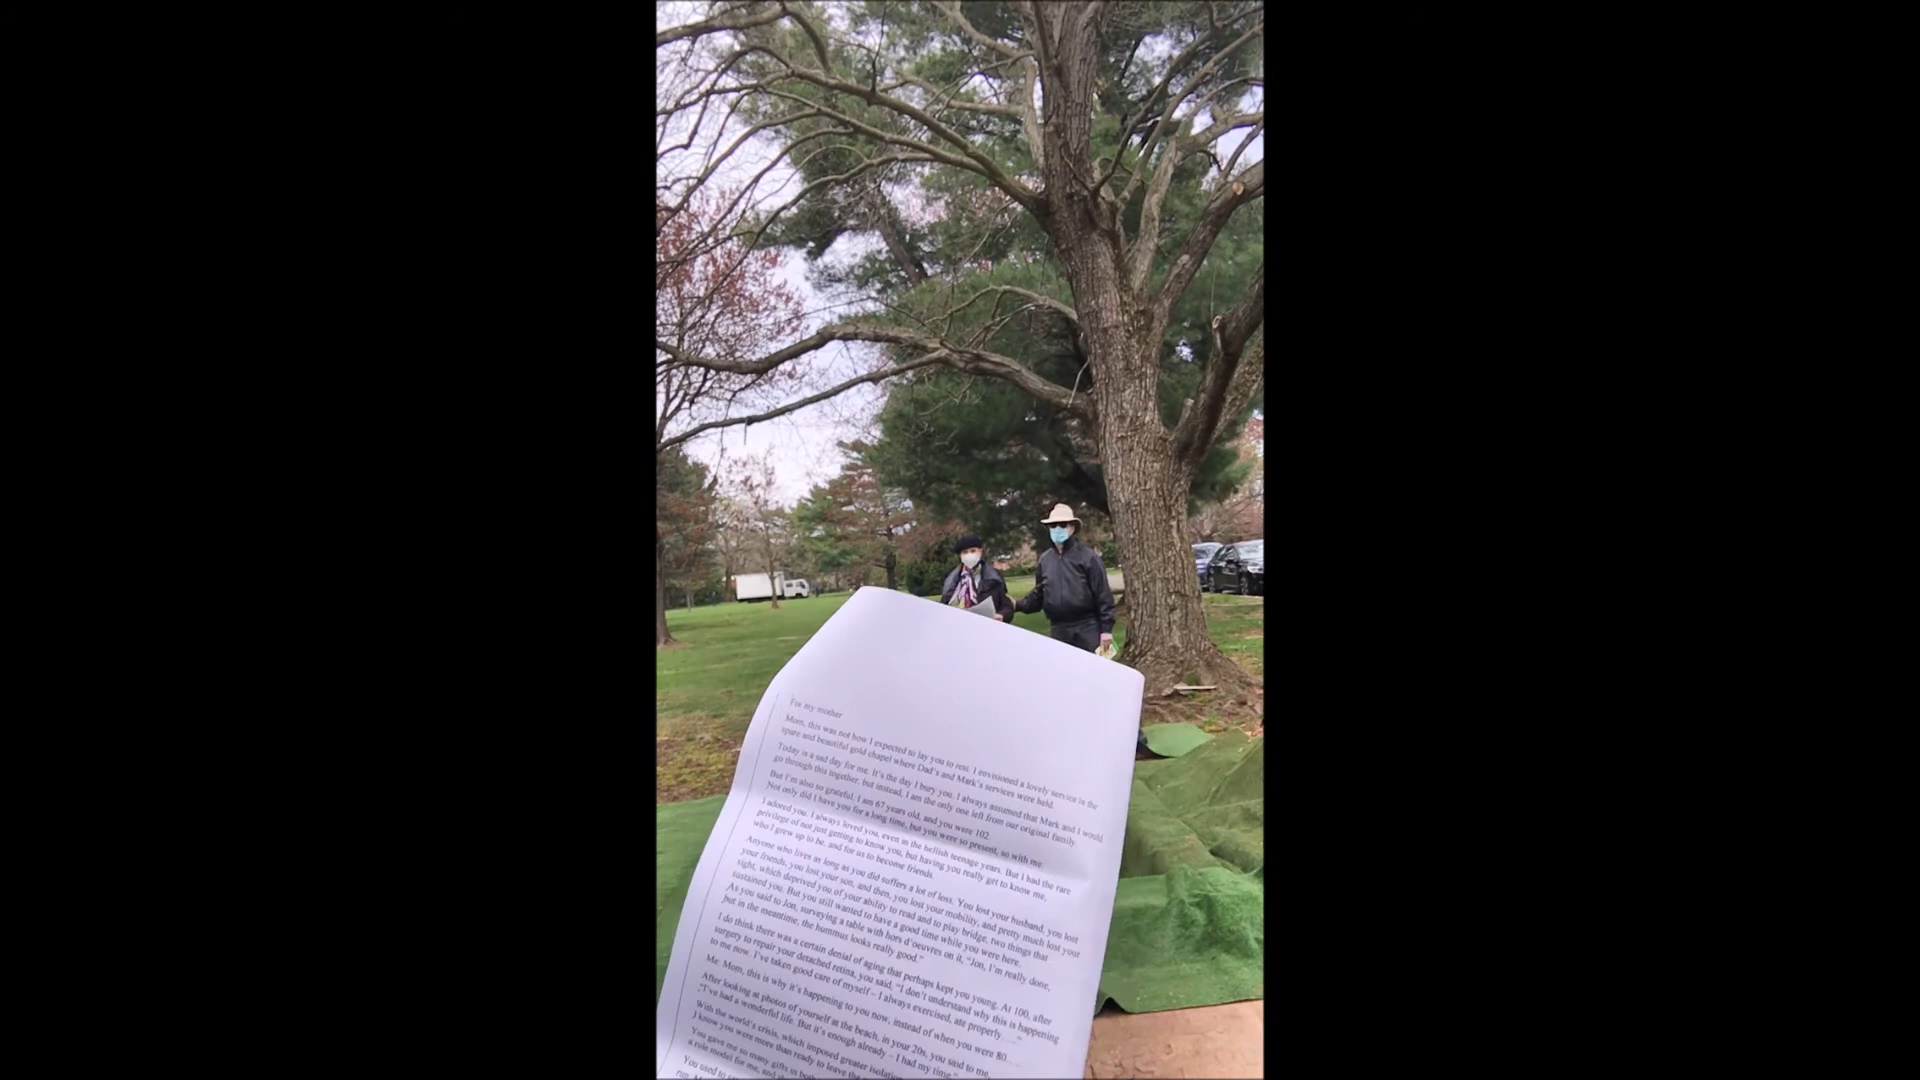 For my mother
Mom, this was not how I expected to lay you to rest. I envisioned a lovely service in the
spare and beautiful gold chapel where Dad's and Mark's services were held.
Today is a sad day for me. It's the day I bury you. I always assumed that Mark and I would
go through this together, but instead, I am the only one left from our original family
But I'm also so grateful. I am 67 years old, and you were 102.
Not only did I have you for a long time, but you were so present, so with me
I adored you. I always loved you, even in the hellish teenage years. But I had the rare
privilege of not just getting to know you, but having you really get to know me,
who I grew up to be, and for us to become friends.
Anyone who lives as long as you did suffers a lot of loss. You lost your husband, you lost
your friends, you lost your son, and then, you lost your mobility, and pretty much lost your
sight, which deprived you of your ability to read and to play bridge, two things that
sustained you. But you still wanted to have a good time while you were here.
As you said to Jon, surveying a table with hors d'oeuvres on it, "Jon, I'm really done,
but in the meantime, the hummus looks really good."
I do think there was a certain denial of aging that perhaps kept you young. At 100, after
surgery to repair your detached retina, you said, "I don't understand why this is happening
to me now. I've taken good care of myself – I always exercised, ate properly ....."
Me: Mom, this is why it's happening to you now, instead of when you were 80
After looking at photos of yourself at the beach, in your 20s, you said to me,
"I've had a wonderful life. But it's enough already – I had my time."
With the world's crisis, which imposed greater isolation
I know you were more than ready to leave the
You gave me so many gifts in both
a role model for me, and
You used to
run.